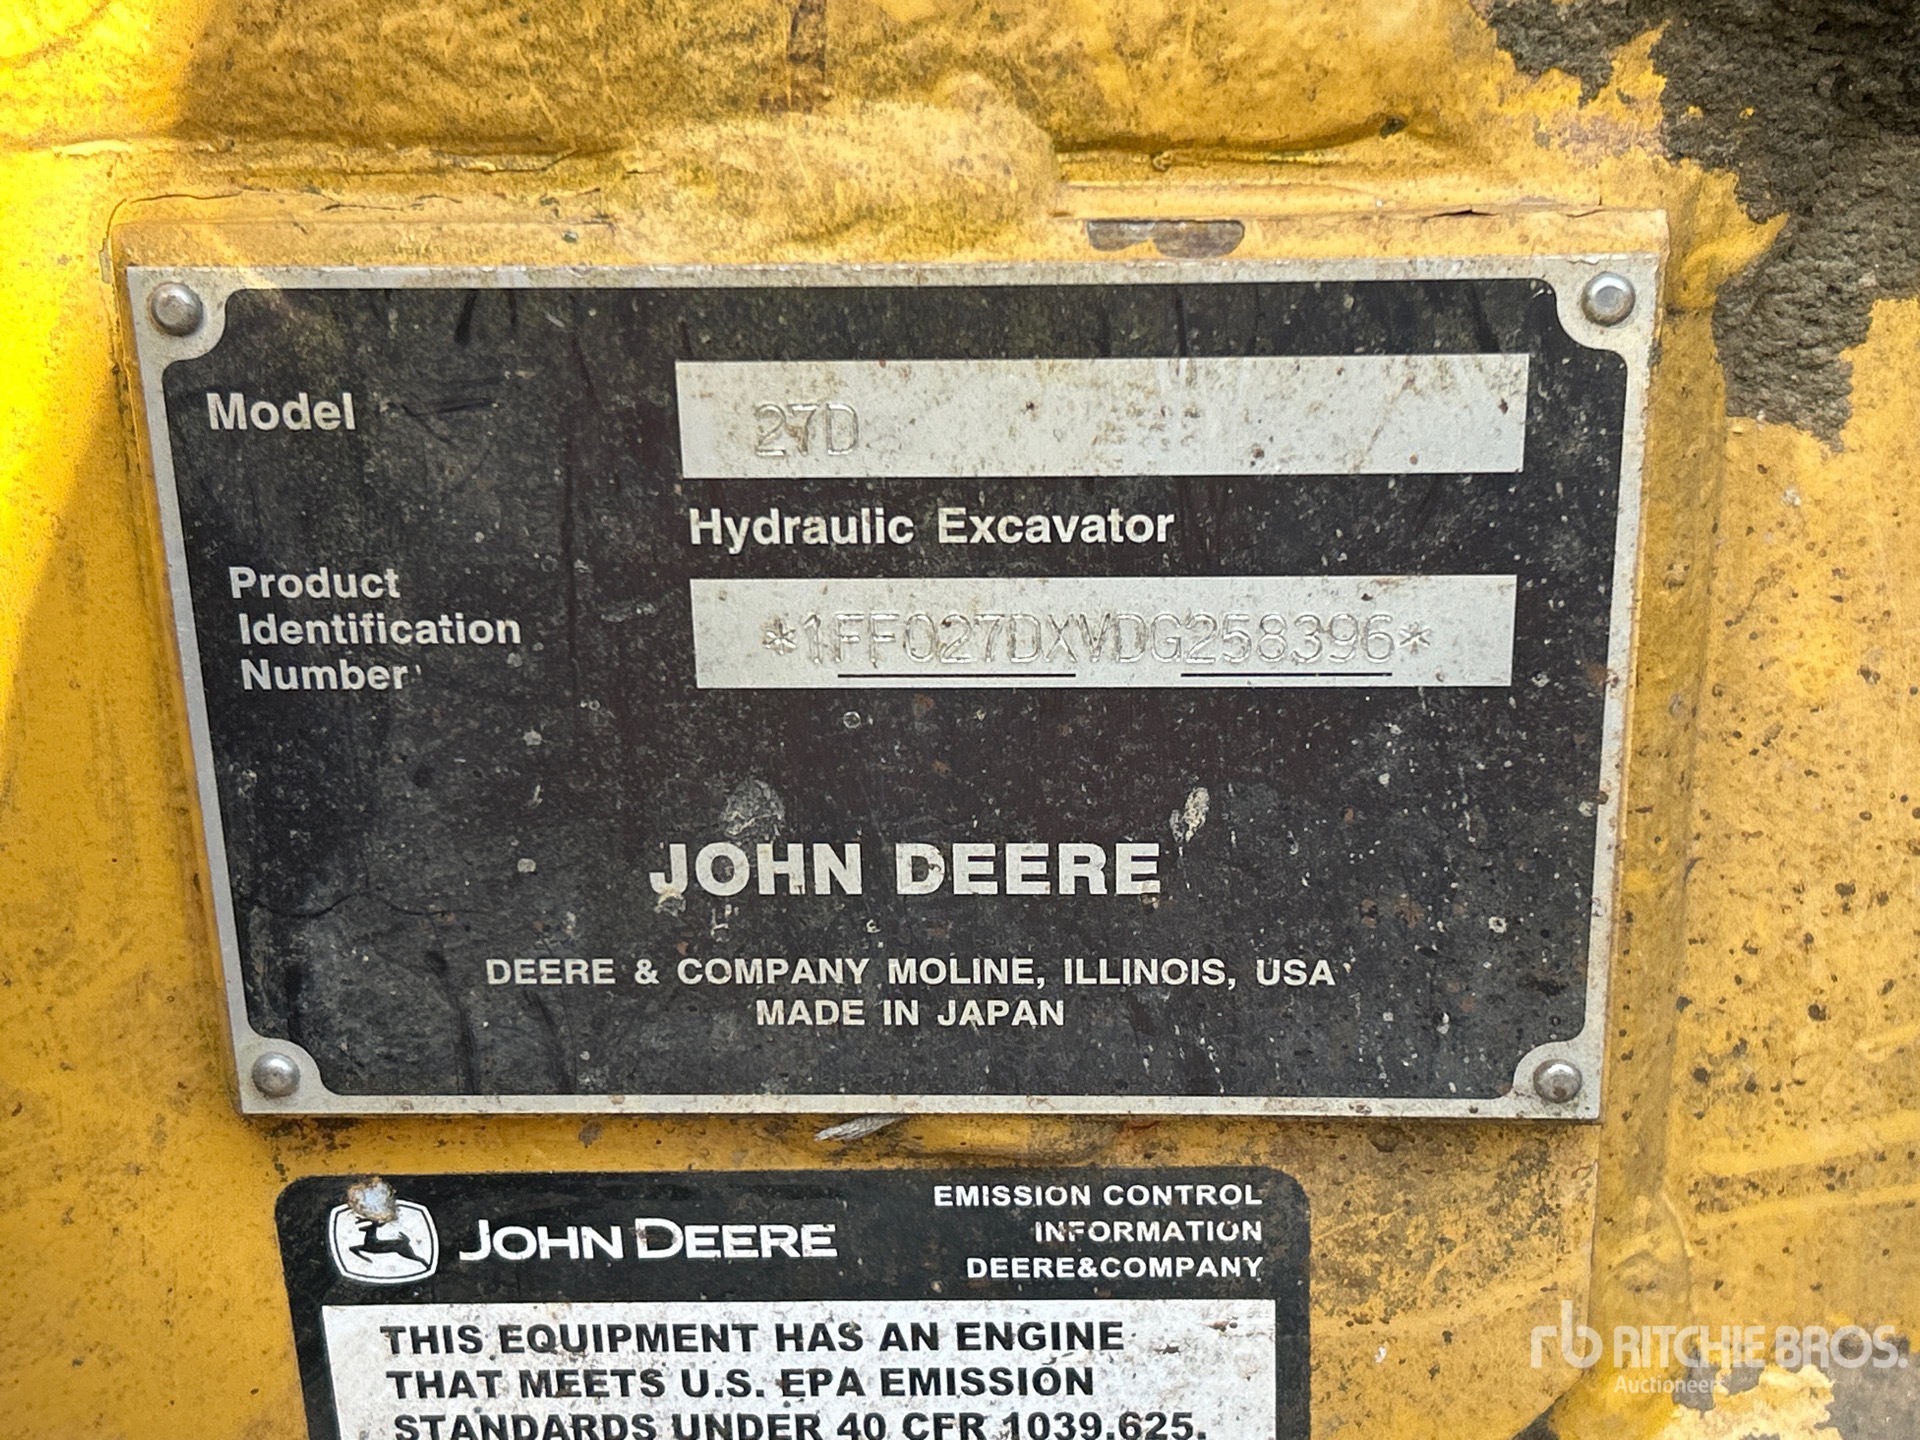 Model 27D
Hydraulic Excavator
Product
Identification
Number
*1FF027DXVDG258396*
JOHN DEERE
DEERE & COMPANY MOLINE, ILLINOIS, USA
MADE IN JAPAN
JOHN DEERE
EMISSION CONTROL
INFORMATION
DEERE&COMPANY
THIS EQUIPMENT HAS AN ENGINE
THAT MEETS U.S. EPA EMISSION
STANDARDS UNDER 40 CFR 1039.625.
rb RITCHIE BROS.
Auctioneers